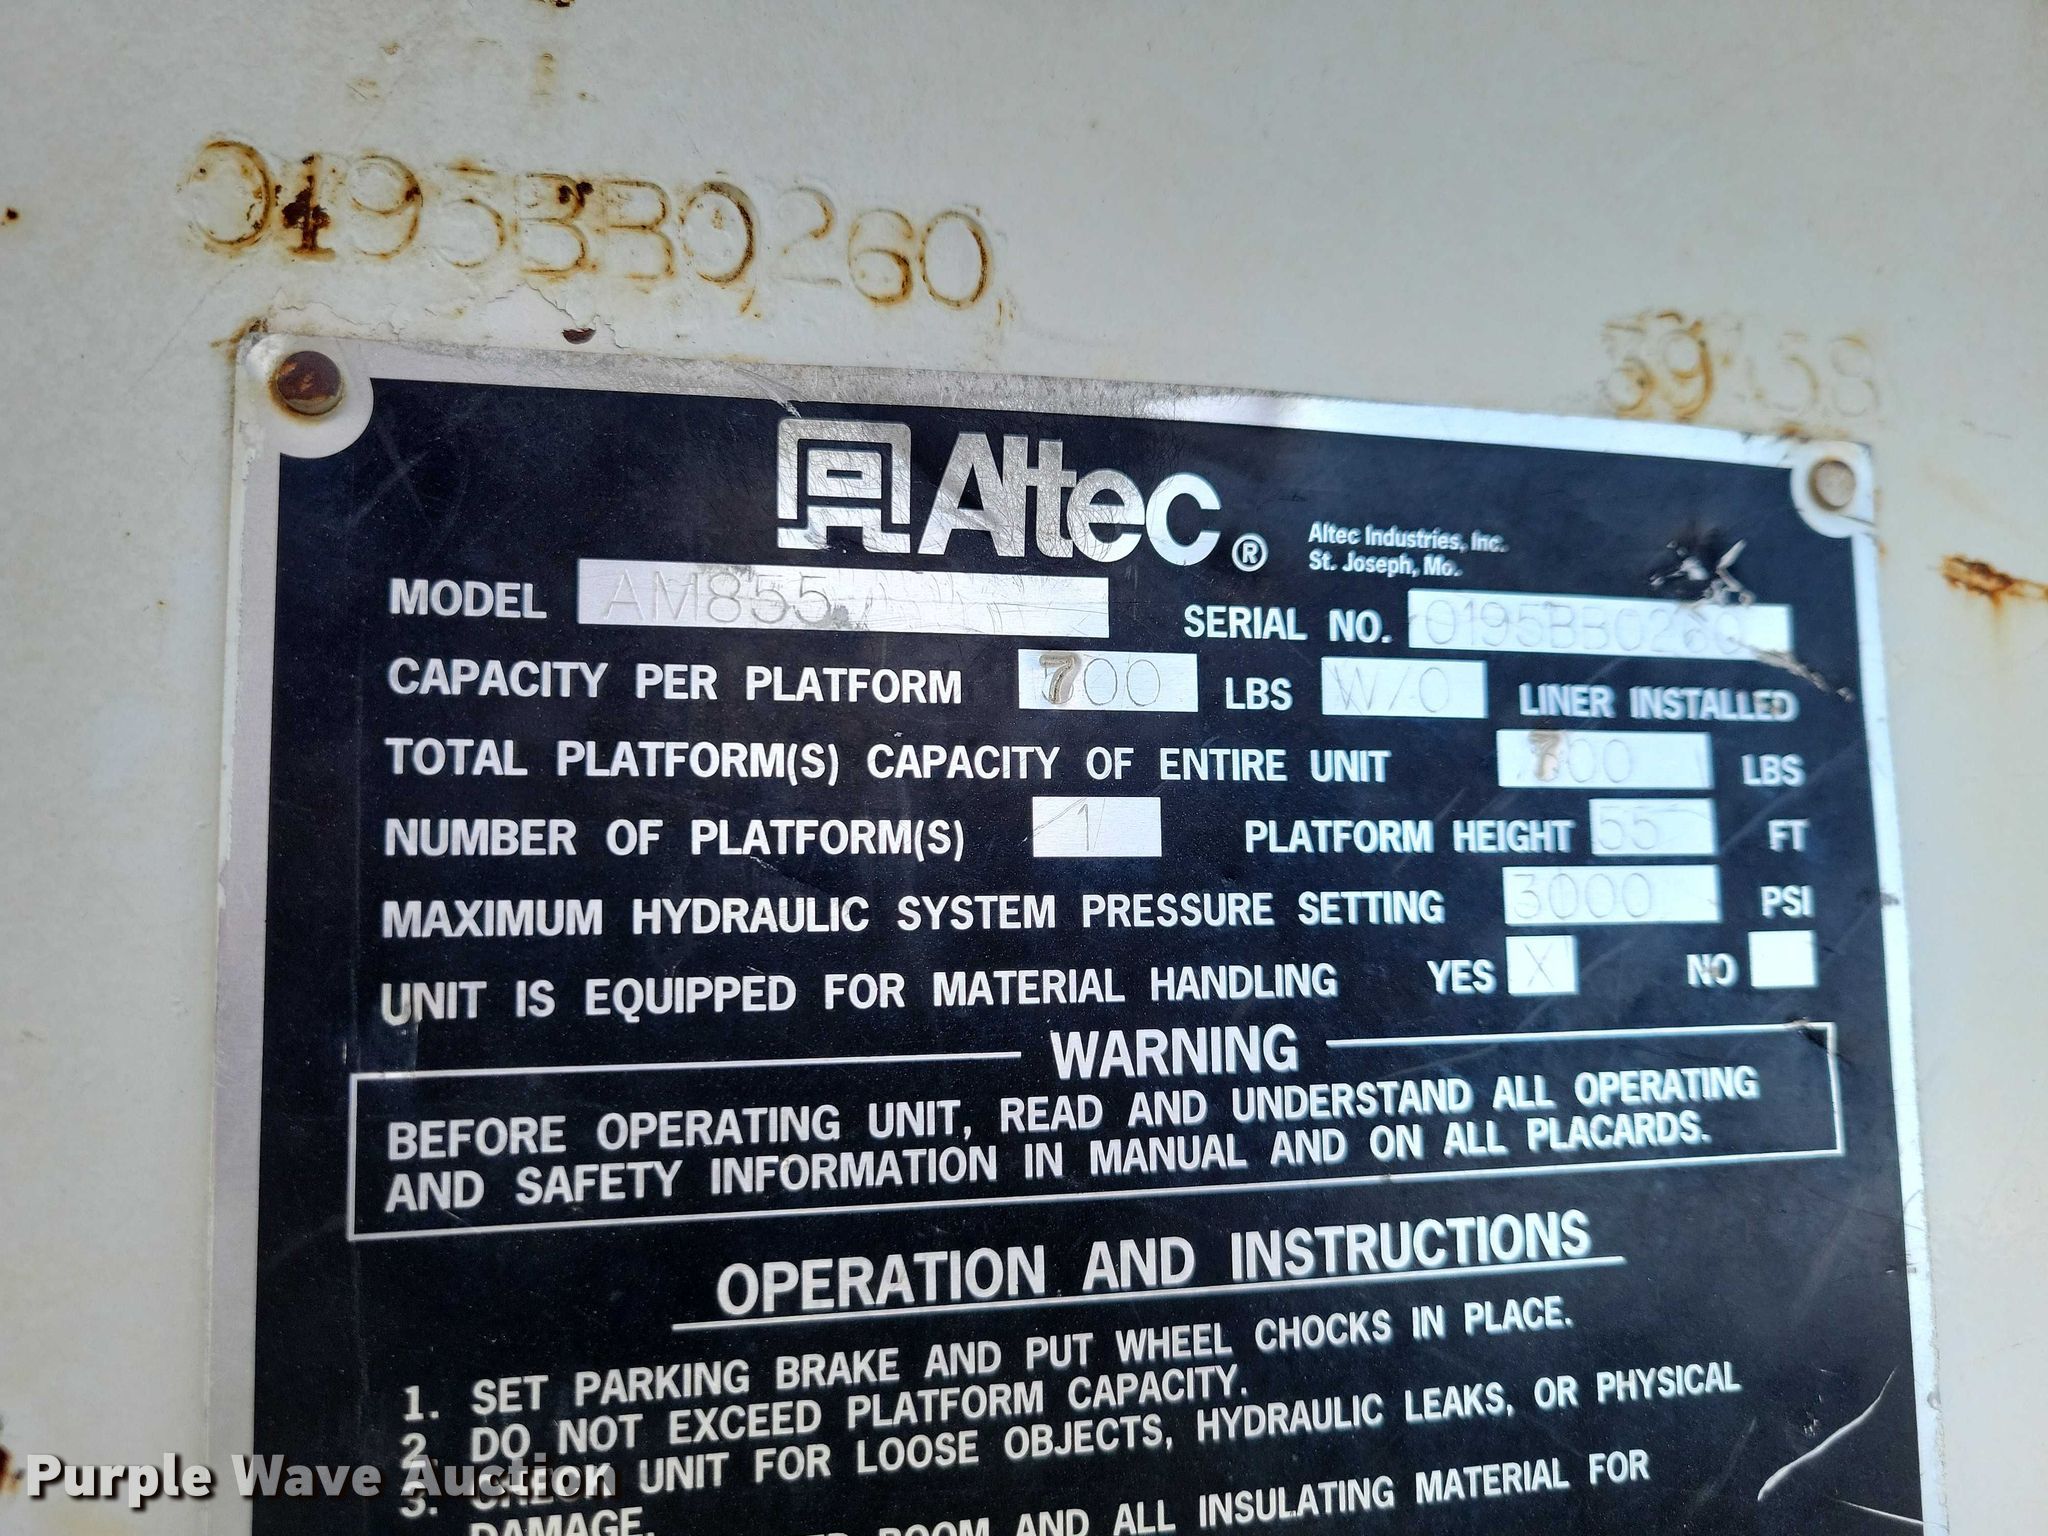 0195BB0260
Altec®
Altec Industries, Inc.
St. Joseph, Mo.
MODEL AM855 SERIAL NO. 0195BB0260
CAPACITY PER PLATFORM 700 LBS W/O LINER INSTALLED
TOTAL PLATFORM(S) CAPACITY OF ENTIRE UNIT 700 LBS
NUMBER OF PLATFORM(S) 1 PLATFORM HEIGHT 55 FT
MAXIMUM HYDRAULIC SYSTEM PRESSURE SETTING 3000 PSI
UNIT IS EQUIPPED FOR MATERIAL HANDLING YES X NO
WARNING
BEFORE OPERATING UNIT, READ AND UNDERSTAND ALL OPERATING
AND SAFETY INFORMATION IN MANUAL AND ON ALL PLACARDS.
OPERATION AND INSTRUCTIONS
1. SET PARKING BRAKE AND PUT WHEEL CHOCKS IN PLACE.
2. DO NOT EXCEED PLATFORM CAPACITY.
3. CHECK UNIT FOR LOOSE OBJECTS, HYDRAULIC LEAKS, OR PHYSICAL
DAMAGE.
BOOM AND ALL INSULATING MATERIAL FOR
Purple Wave Auction